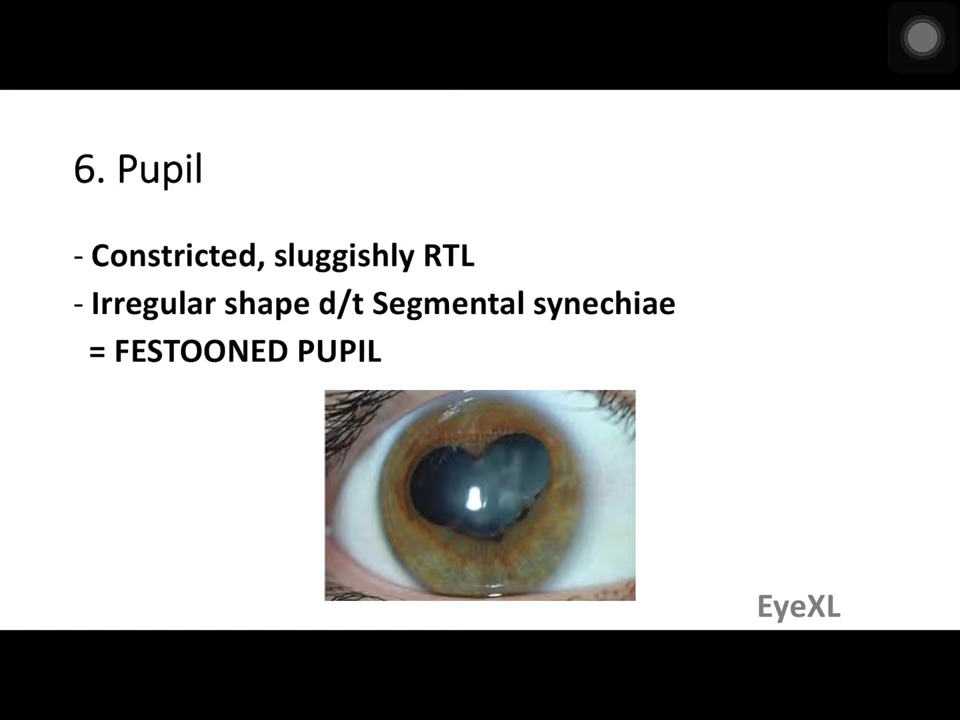 6. Pupil
- Constricted, sluggishly RTL
- Irregular shape d/t Segmental synechiae
= FESTOONED PUPIL
EyeXL